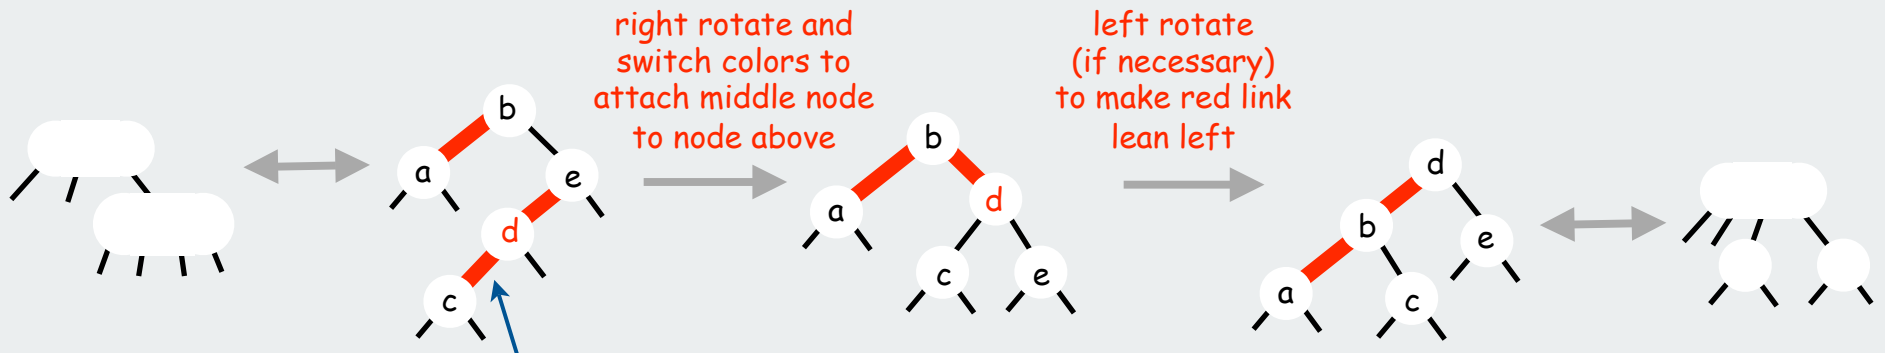 right rotate and
switch colors to
attach middle node
to node above
left rotate
(if necessary)
to make red link
lean left
b
a
e
d
c
b
a
d
c
e
d
b
e
a
c